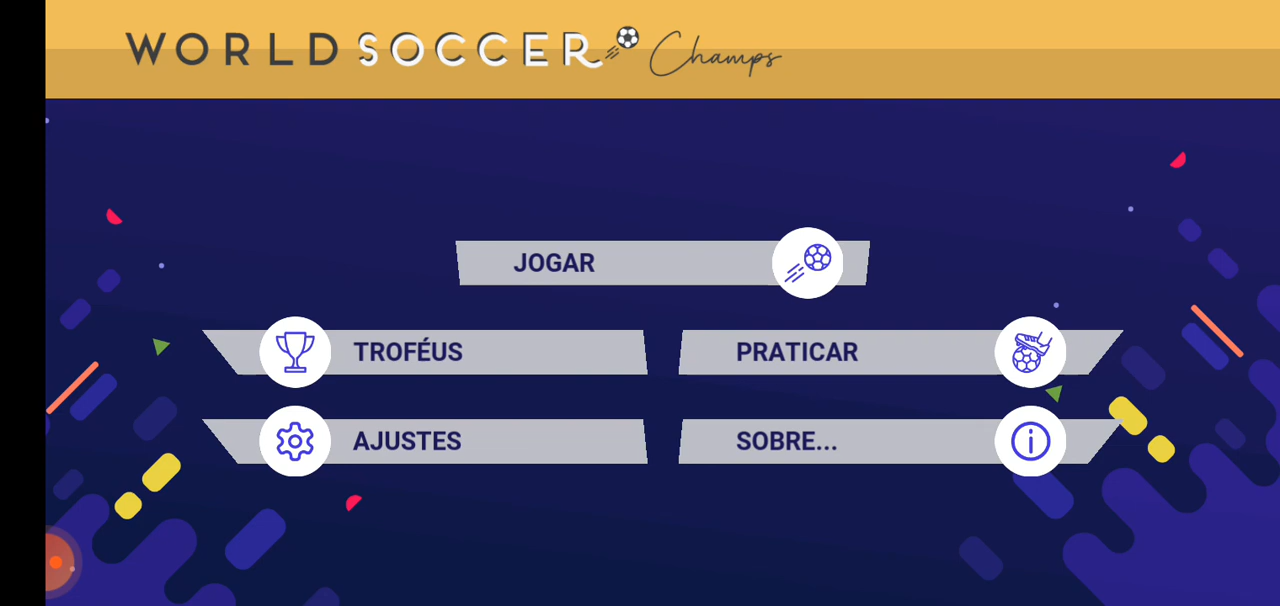 WORLD SOCCER Champs
JOGAR
TROFÉUS
PRATICAR
AJUSTES
SOBRE...